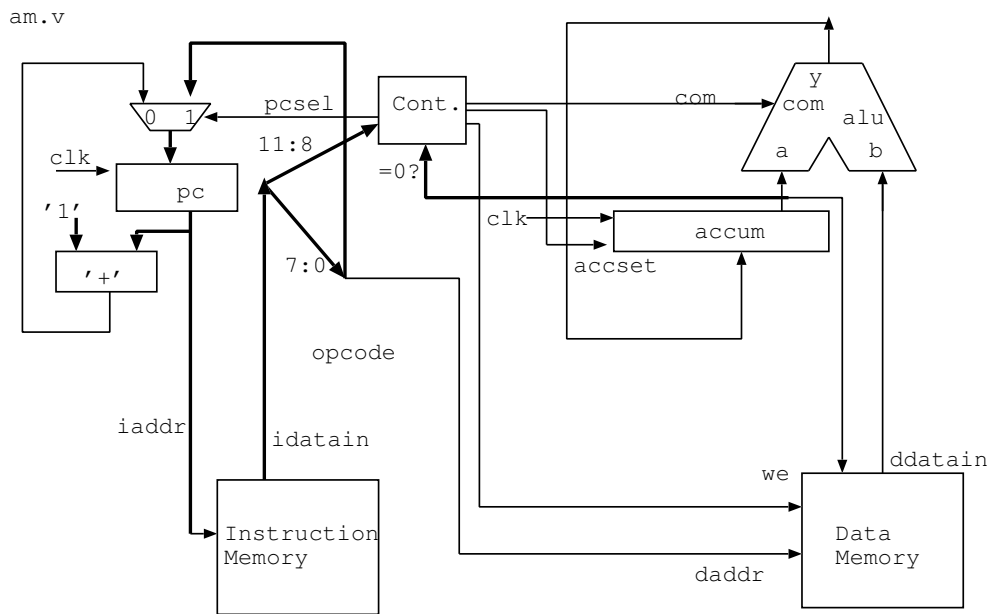 am.v
y
Cont.
com
com
0 1
pcsel
alu
11:8
a
b
clk
=0?
pc
'1'
clk
accum
'+'
7:0
accset
opcode
iaddr
idatain
ddatain
we
Instruction
Memory
Data
Memory
daddr